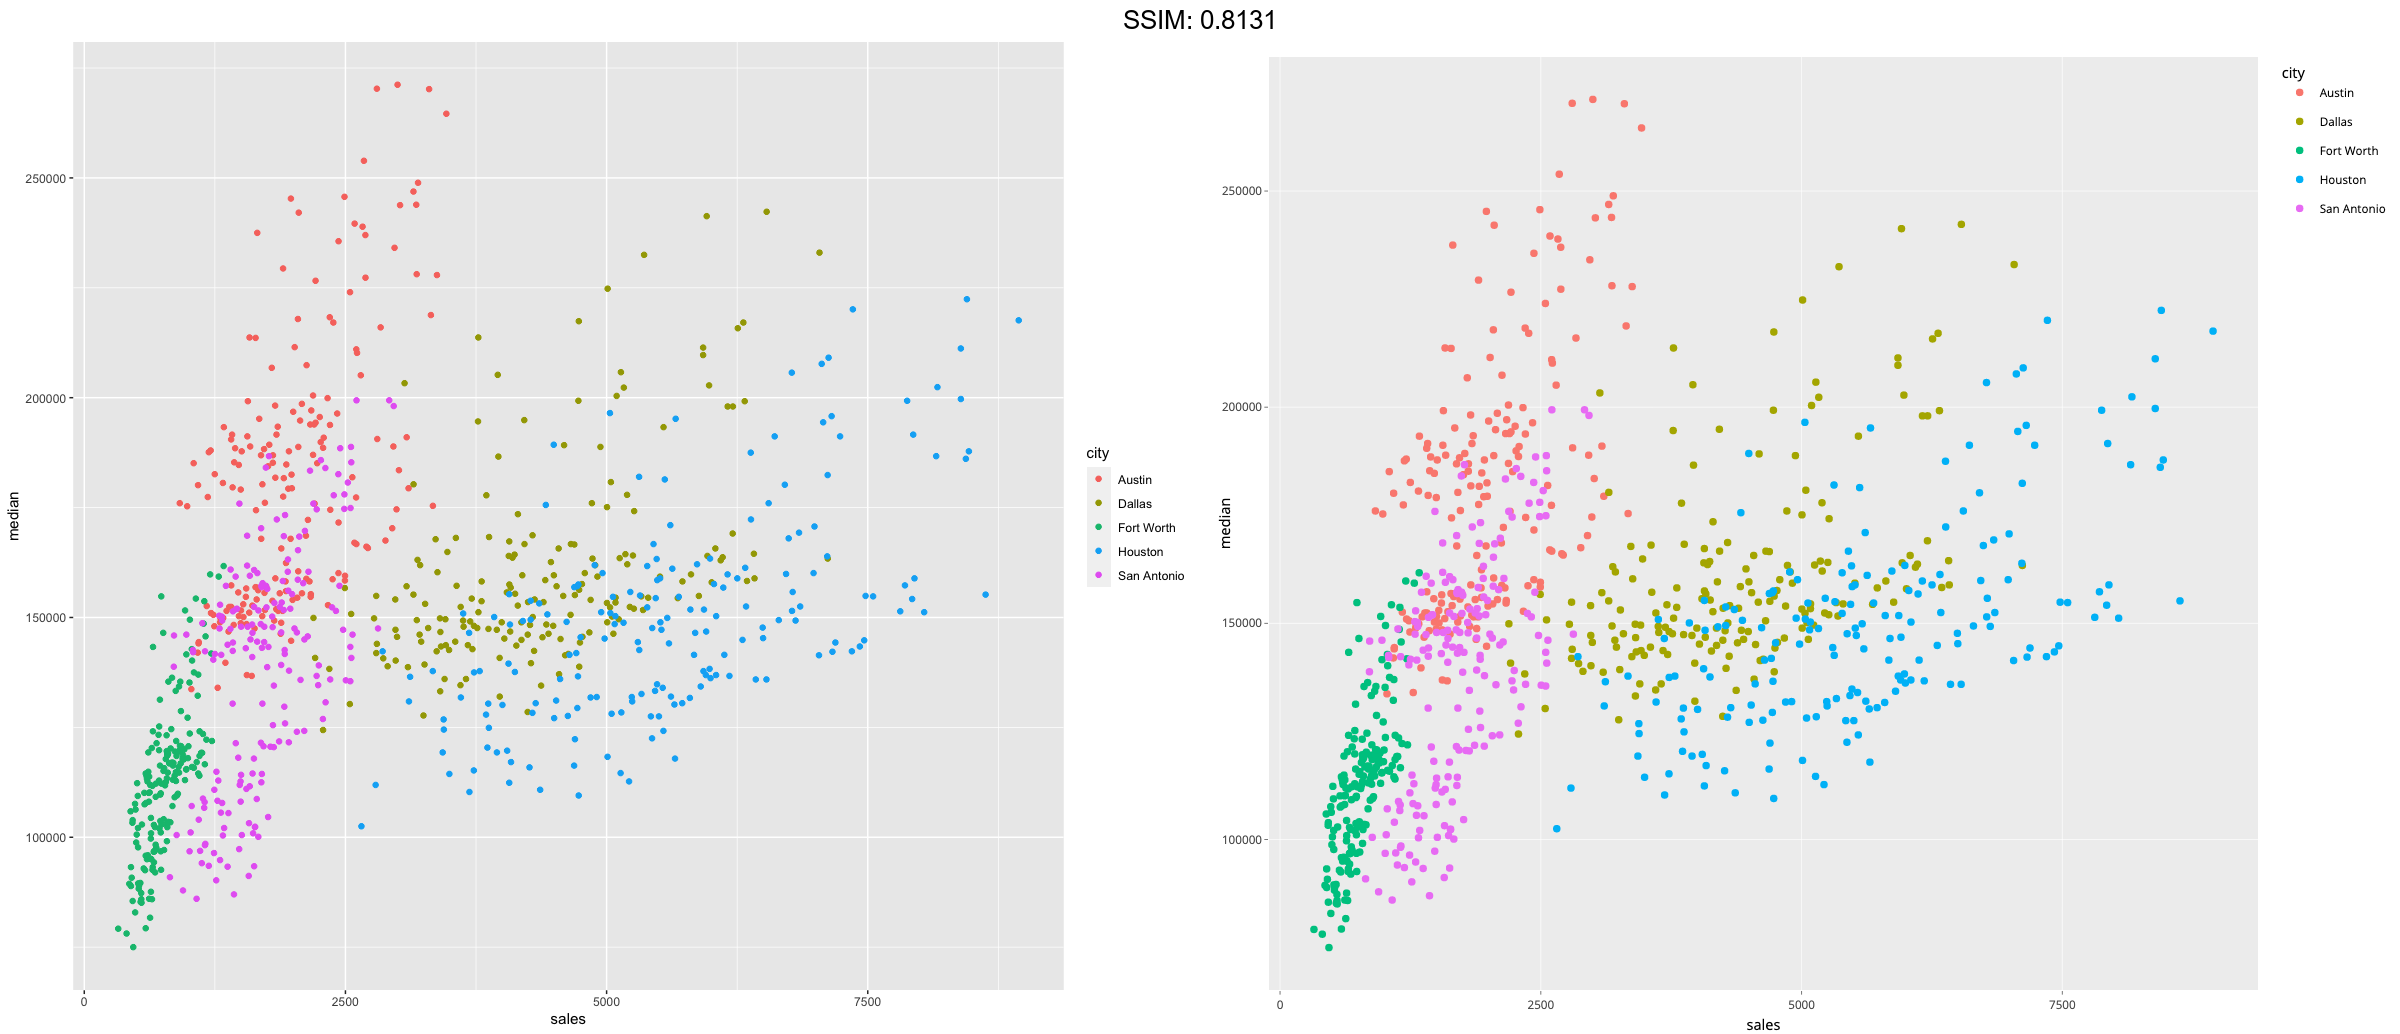 SSIM: 0.8131
median
250000
200000
150000
100000
0 2500 5000 7500
sales
city
Austin
Dallas
Fort Worth
Houston
San Antonio
median
250000
200000
150000
100000
0 2500 5000 7500
sales
city
Austin
Dallas
Fort Worth
Houston
San Antonio